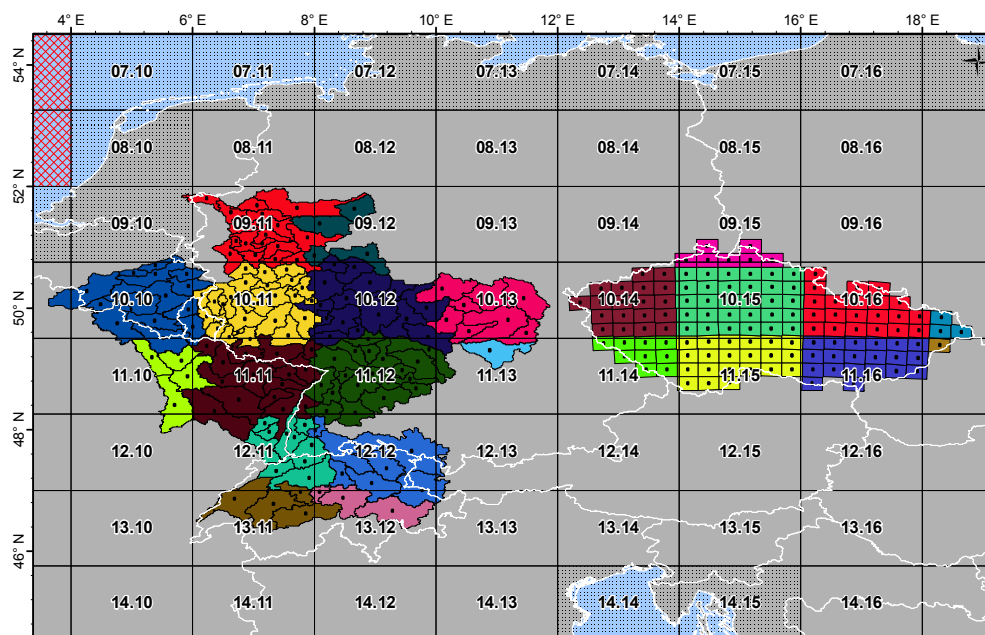 4° E 6° E 8° E 10° E 12° E 14° E 16° E 18° E
54° N
07.10 07.11 07.12 07.13 07.14 07.15 07.16
08.10 08.11 08.12 08.13 08.14 08.15 08.16
52° N
09.10 09.11 09.12 09.13 09.14 09.15 09.16
50° N
10.10 10.11 10.12 10.13 10.14 10.15 10.16
11.10 11.11 11.12 11.13 11.14 11.15 11.16
48° N
12.10 12.11 12.12 12.13 12.14 12.15 12.16
13.10 13.11 13.12 13.13 13.14 13.15 13.16
46° N
14.10 14.11 14.12 14.13 14.14 14.15 14.16